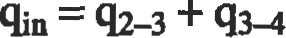 q_in = q_2–3 + q_3–4